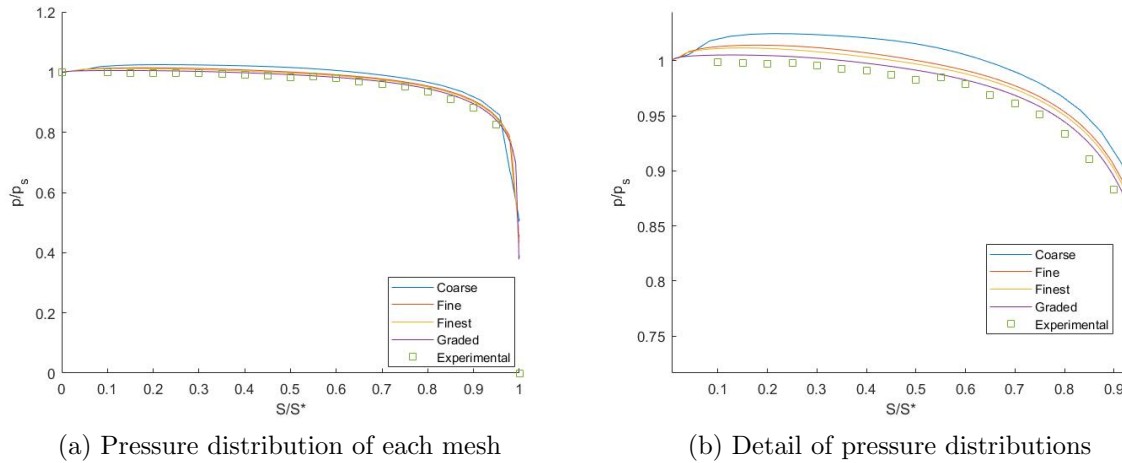 1.2
1
0.8
0.6
0.4
0.2
0
p/p_s
0 0.1 0.2 0.3 0.4 0.5 0.6 0.7 0.8 0.9 1
S/S*
Coarse
Fine
Finest
Graded
Experimental
(a) Pressure distribution of each mesh
1
0.95
0.9
0.85
0.8
0.75
p/p_s
0.1 0.2 0.3 0.4 0.5 0.6 0.7 0.8 0.9
S/S*
Coarse
Fine
Finest
Graded
Experimental
(b) Detail of pressure distributions